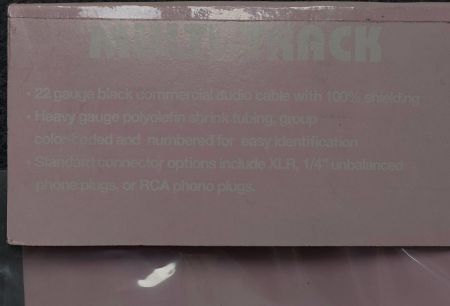 MULTI-TRACK
• 22 gauge black commercial audio cable with 100% shielding
• Heavy gauge polyolefin shrink tubing, group
color-coded and numbered for easy identification
• Standard connector options include XLR, 1/4" unbalanced
phone plugs, or RCA phono plugs.